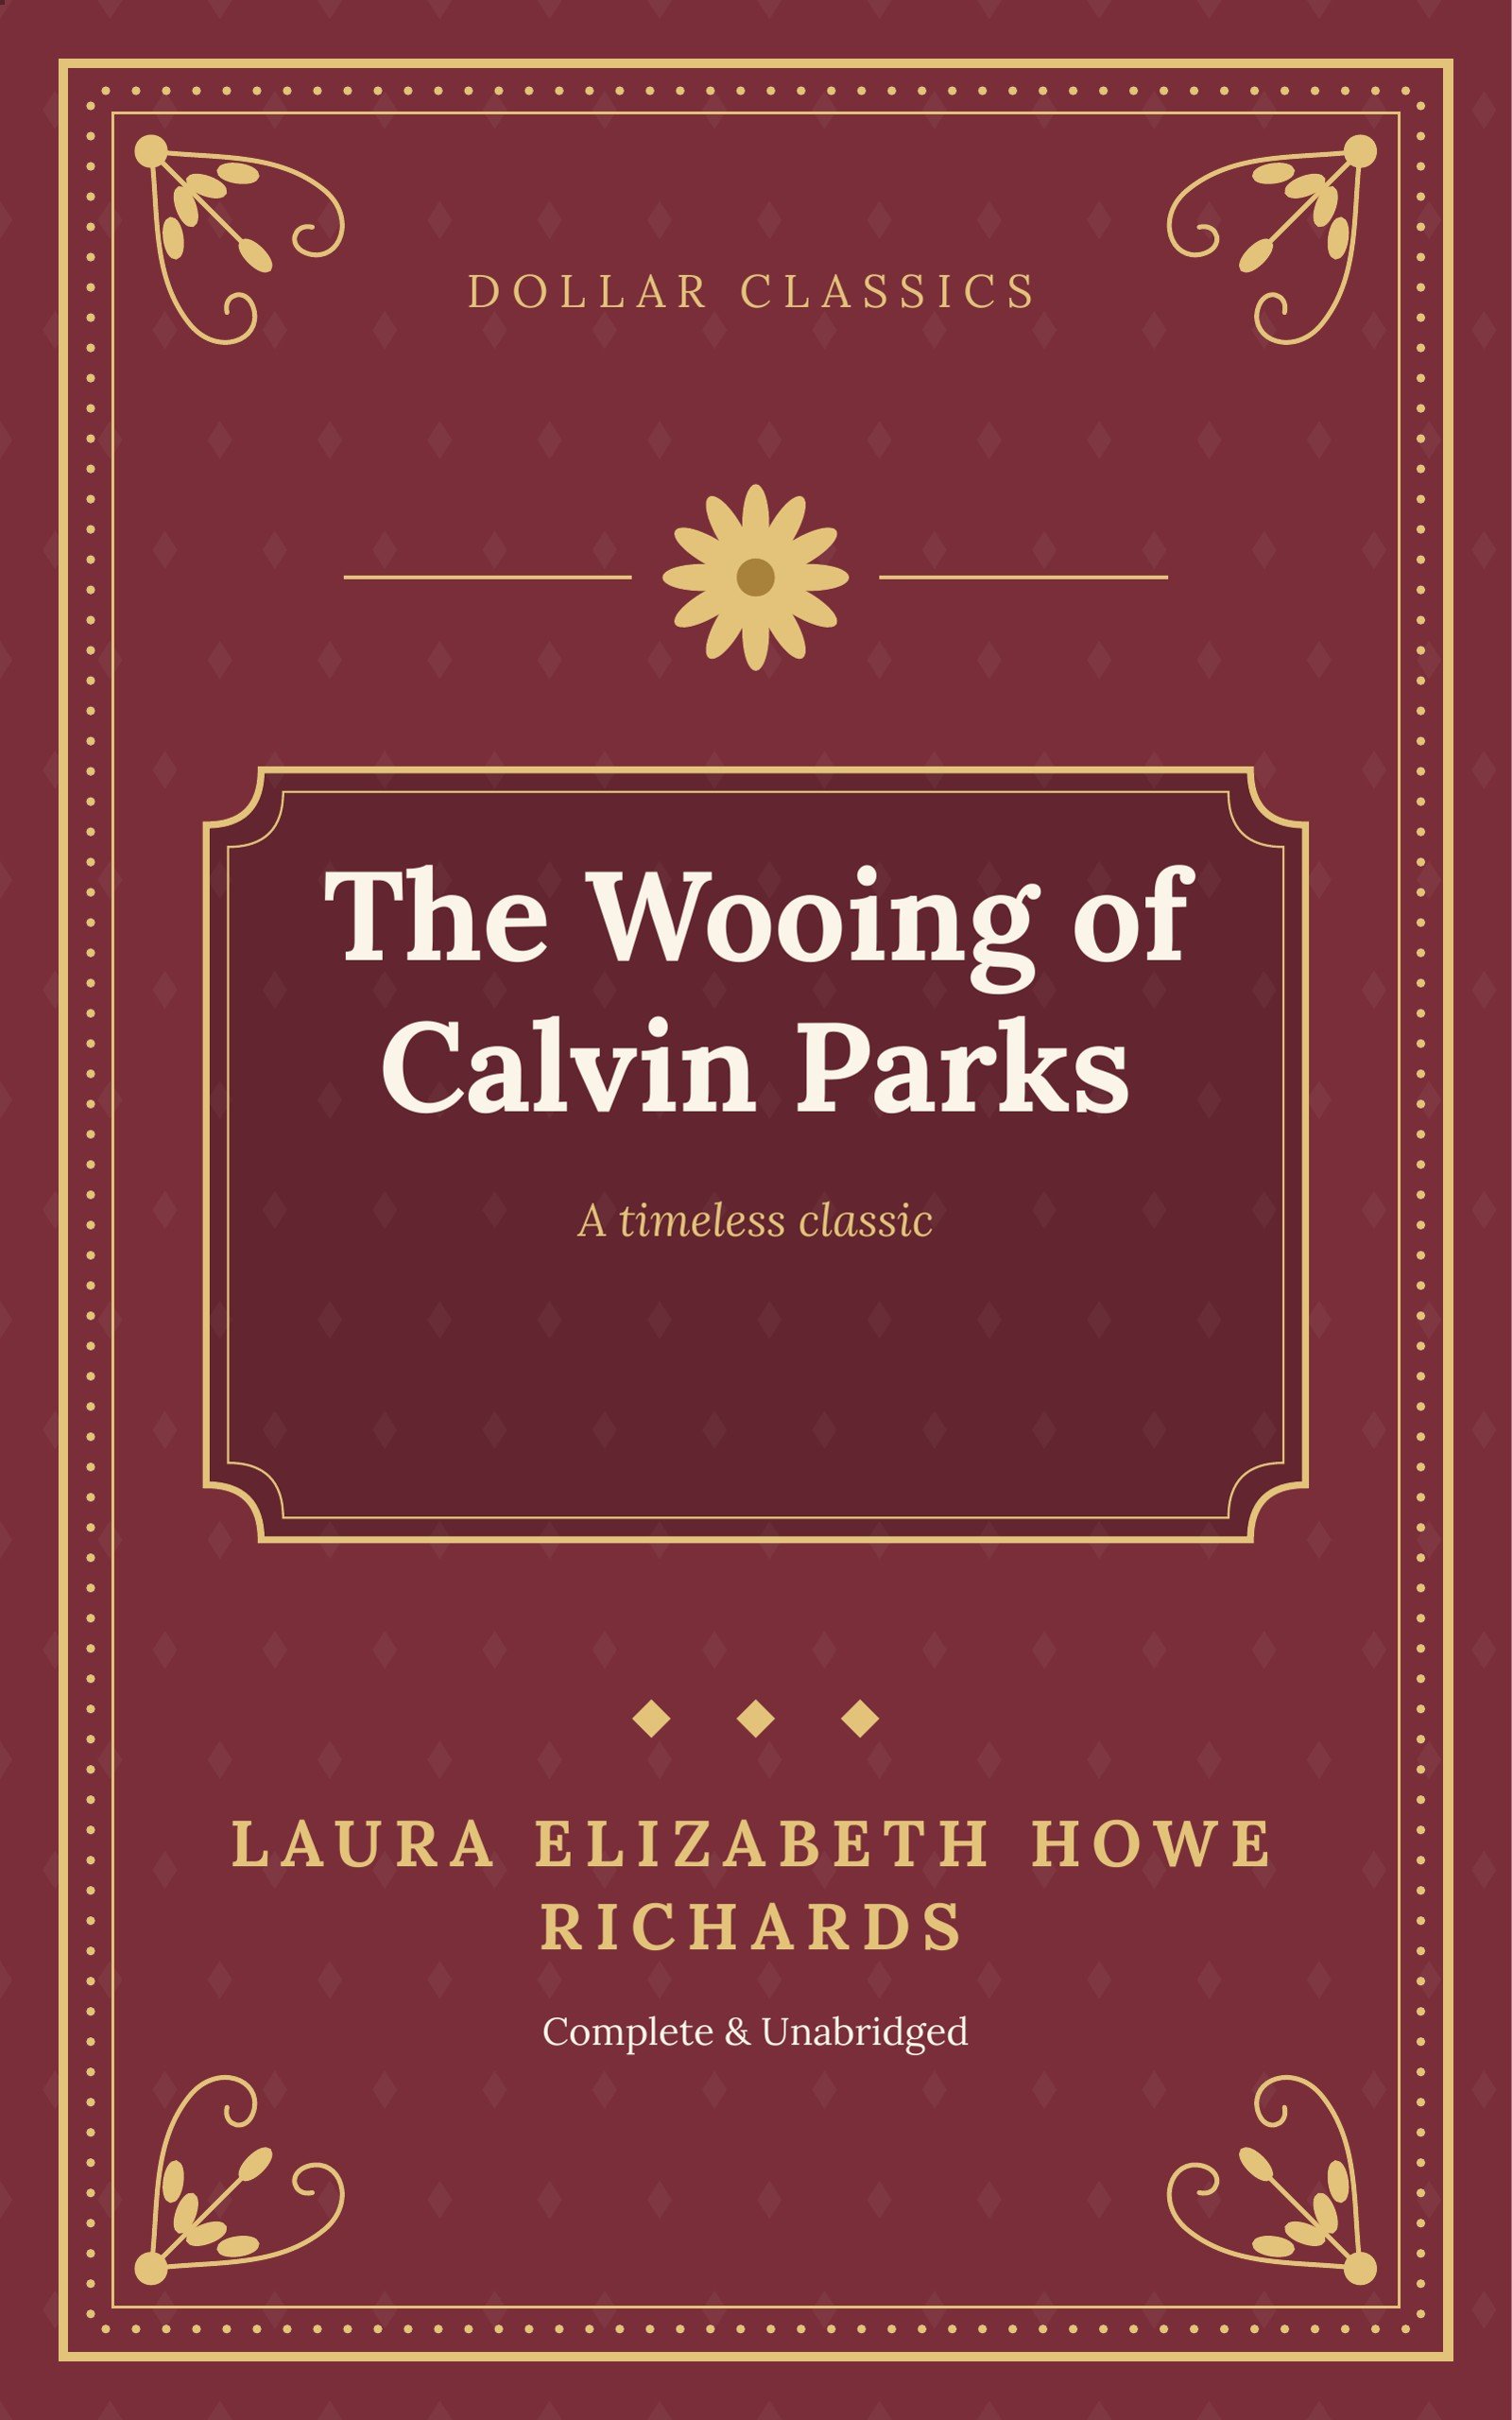 DOLLAR CLASSICS
The Wooing of
Calvin Parks
A timeless classic
LAURA ELIZABETH HOWE
RICHARDS
Complete & Unabridged